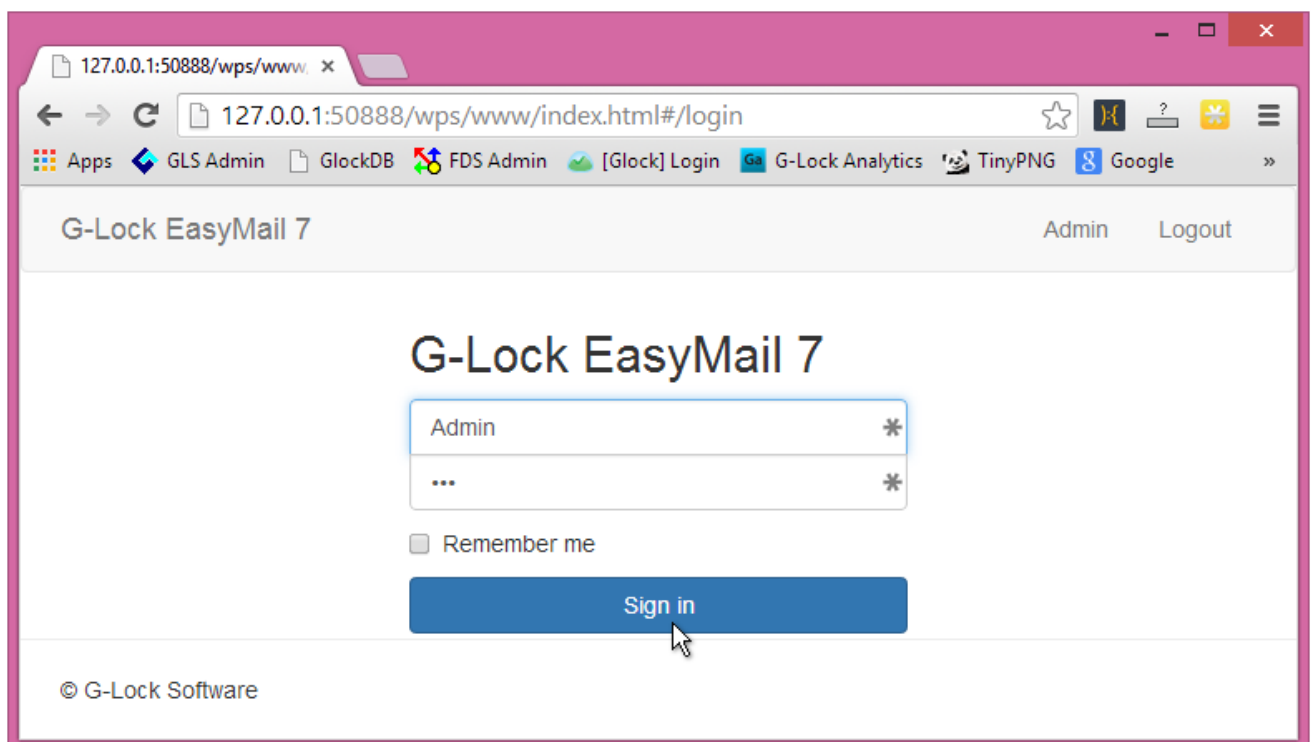 127.0.0.1:50888/wps/www
127.0.0.1:50888/wps/www/index.html#/login
Apps GLS Admin GlockDB FDS Admin [Glock] Login Ga G-Lock Analytics TinyPNG 8 Google »
G-Lock EasyMail 7 Admin Logout
G-Lock EasyMail 7
Admin
•••
Remember me
Sign in
© G-Lock Software